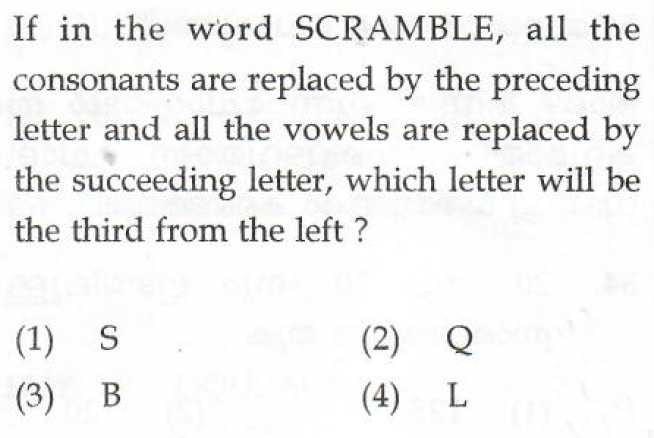 If in the word SCRAMBLE, all the
consonants are replaced by the preceding
letter and all the vowels are replaced by
the succeeding letter, which letter will be
the third from the left ?
(1) S (2) Q
(3) B (4) L